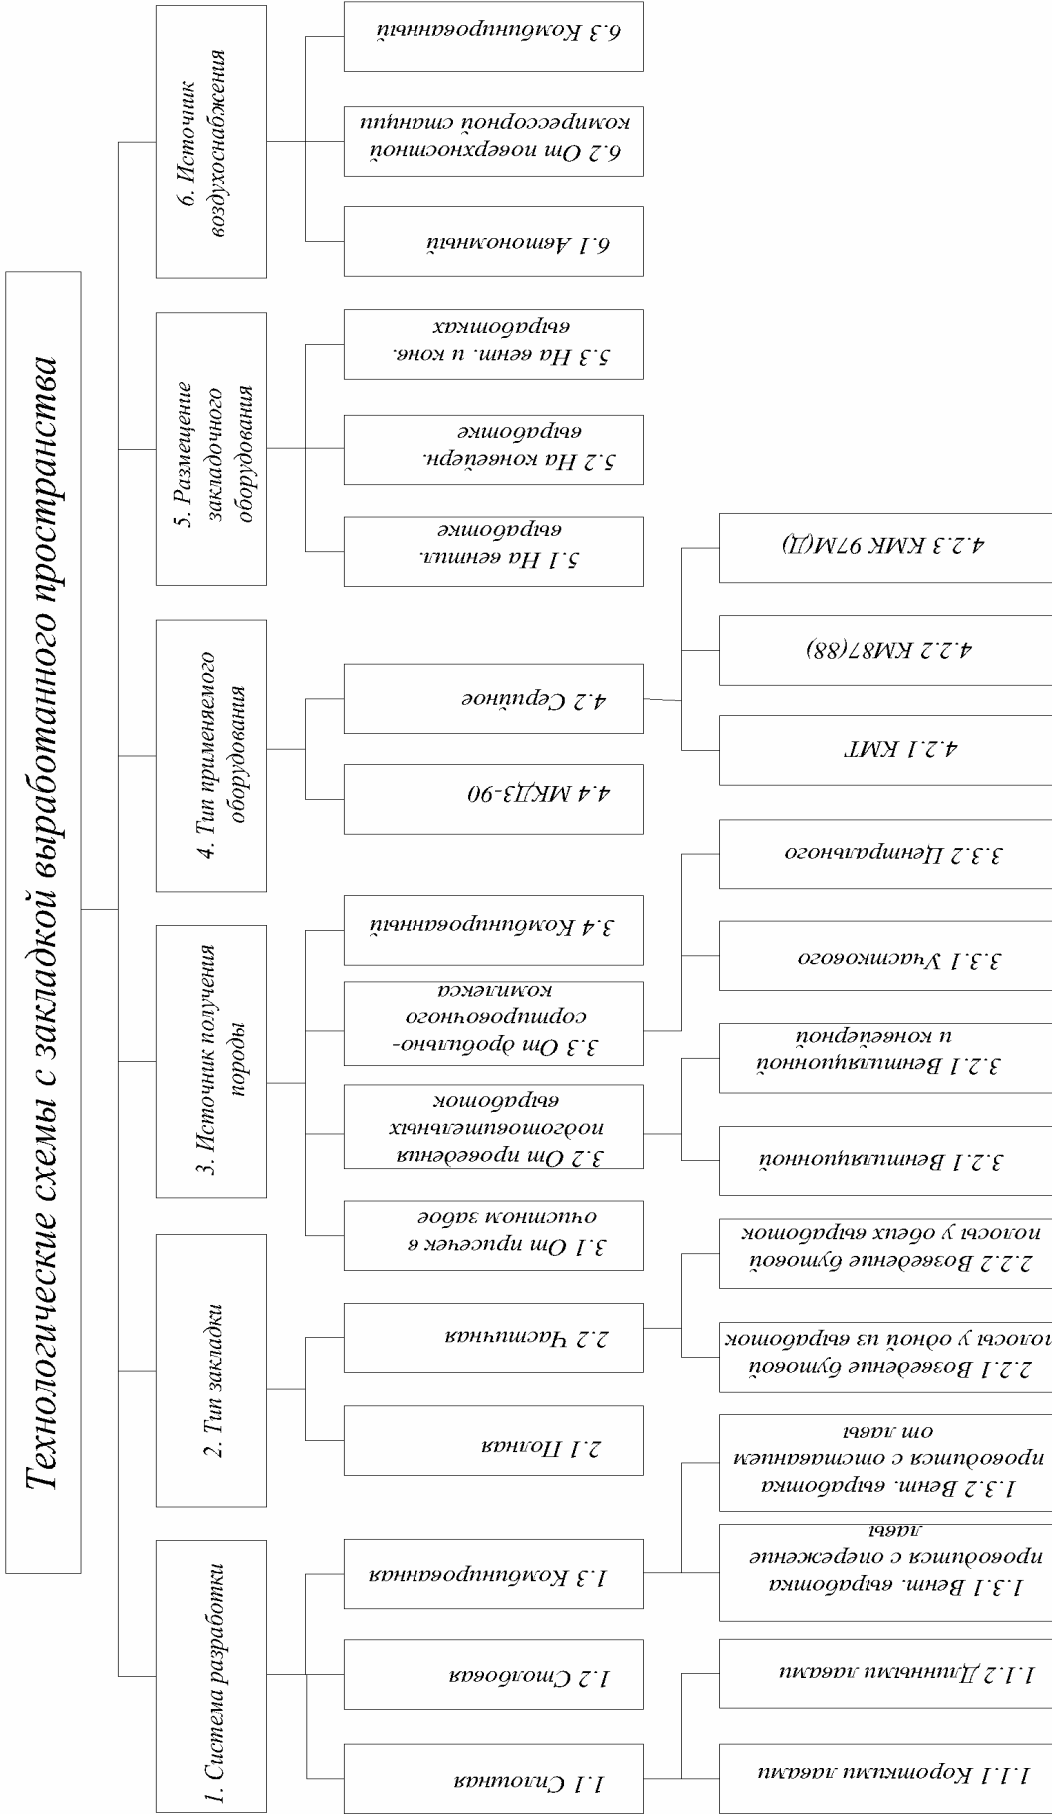 Технологические схемы с закладкой выработанного пространства
1. Система разработки
2. Тип закладки
3. Источник получения
породы
4. Тип применяемого
оборудования
5. Размещение
закладочного
оборудования
6. Источник
воздухоснабжения
1.1 Сплошная
1.2 Столбовая
1.3 Комбинированная
2.1 Полная
2.2 Частичная
3.1 От присечек в
очистном забое
3.2 От проведения
подготовительных
выработок
3.3 От дробильно-
сортировочного
комплекса
3.4 Комбинированный
4.4 МКДЗ-90
4.2 Серийное
5.1 На вентил.
выработке
5.2 На конвейерн.
выработке
5.3 На вент. и конв.
выработках
6.1 Автономный
6.2 От поверхностной
компрессорной станции
6.3 Комбинированный
1.1.1 Короткими лавами
1.1.2 Длинными лавами
1.3.1 Вент. выработка
проводится с опережение
лавы
1.3.2 Вент. выработка
проводится с отставанием
от лавы
2.2.1 Возведение бутовой
полосы у одной из выработок
2.2.2 Возведение бутовой
полосы у обеих выработок
3.2.1 Вентиляционной
3.2.1 Вентиляционной
и конвейерной
3.3.1 Участкового
3.3.2 Центрального
4.2.1 КМТ
4.2.2 КМ87(88)
4.2.3 КМК 97М(Д)